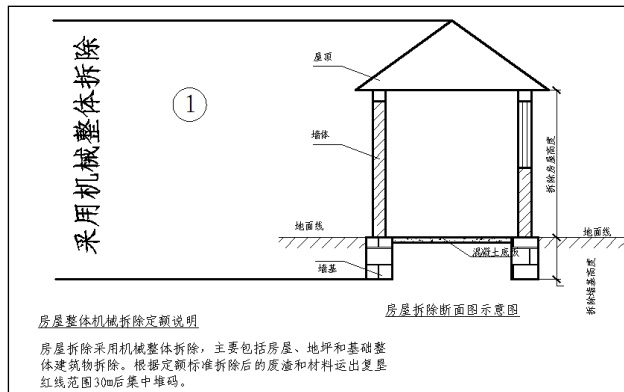 采用机械整体拆除
1
屋顶
墙体
拆除房屋高度
地面线
地面线
混凝土底板
墙基
拆除墙基高度
房屋整体机械拆除定额说明
房屋拆除断面图示意图
房屋拆除采用机械整体拆除，主要包括房屋、地坪和基础整
体建筑物拆除。根据定额标准拆除后的废渣和材料运出复垦
红线范围30m后集中堆码。